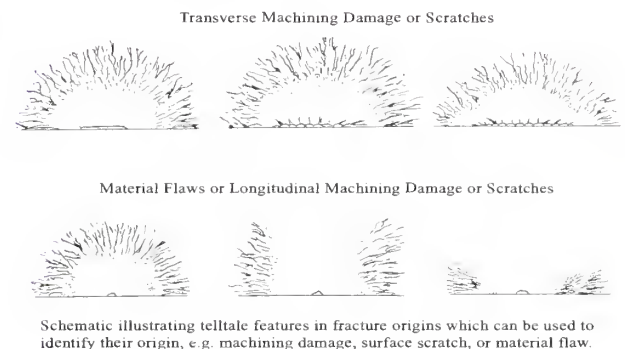 Transverse Machining Damage or Scratches
Material Flaws or Longitudinal Machining Damage or Scratches
Schematic illustrating telltale features in fracture origins which can be used to
identify their origin, e.g. machining damage, surface scratch, or material flaw.